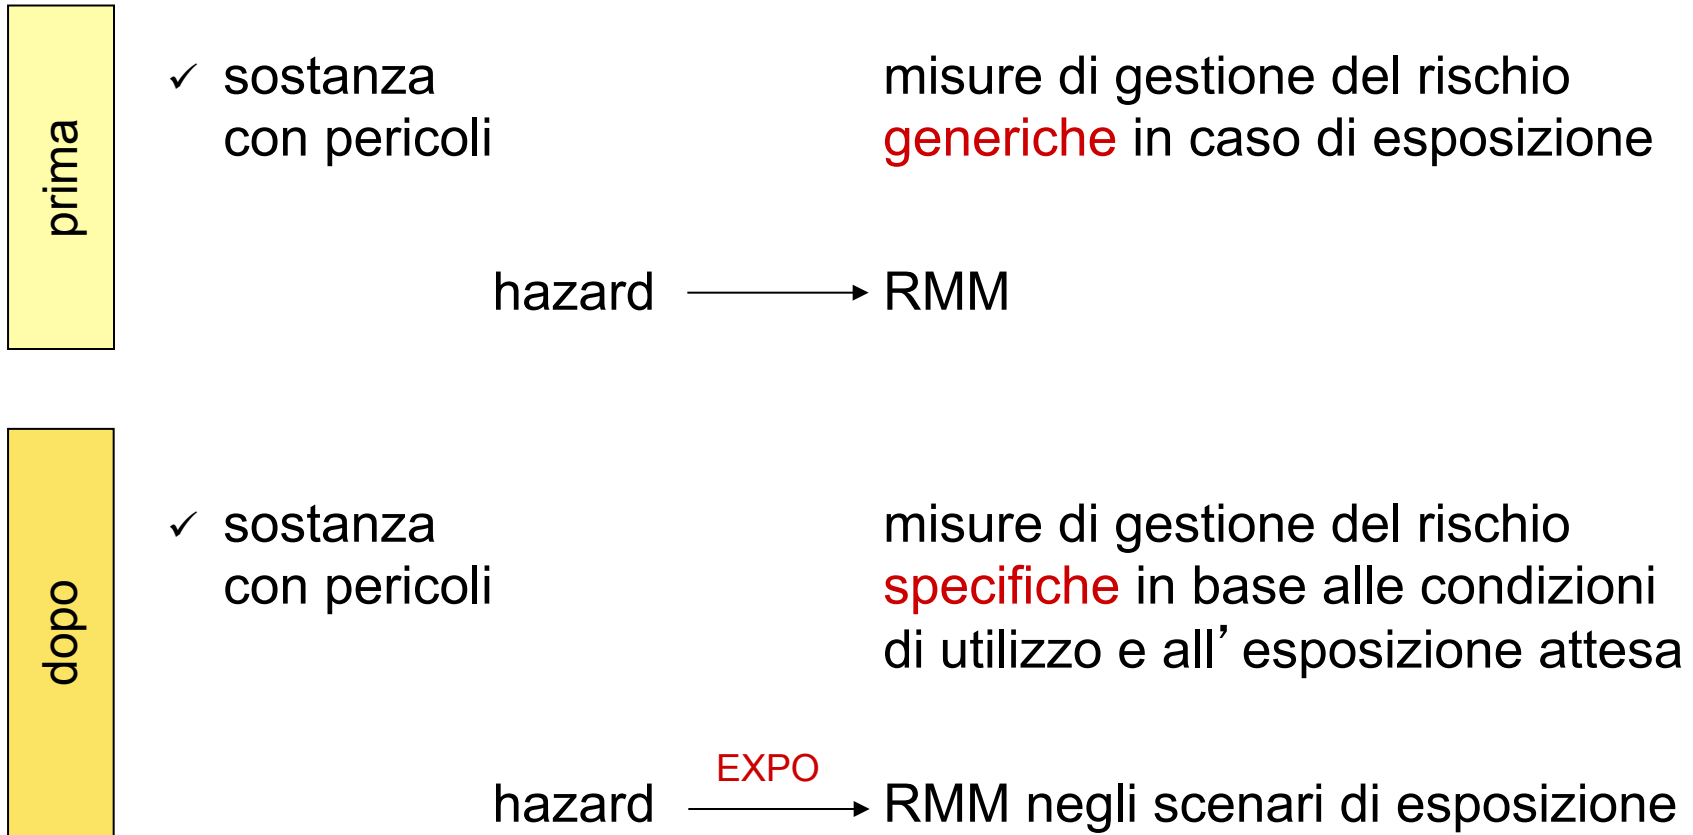 prima
✓ sostanza
con pericoli
misure di gestione del rischio
generiche in caso di esposizione
hazard → RMM
dopo
✓ sostanza
con pericoli
misure di gestione del rischio
specifiche in base alle condizioni
di utilizzo e all’ esposizione attesa
EXPO
hazard → RMM negli scenari di esposizione